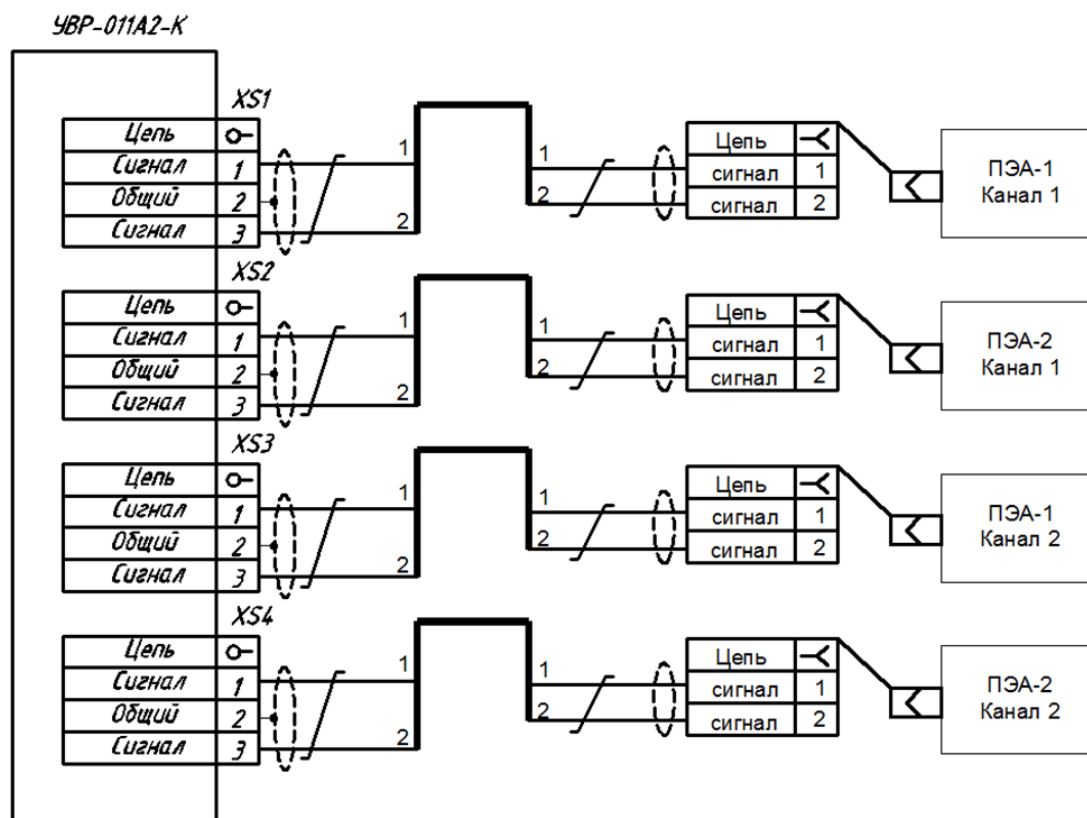 УВР-011А2-К
XS1
Цепь
Сигнал 1
Общий 2
Сигнал 3
1
2
1
2
Цепь
сигнал 1
сигнал 2
ПЭА-1
Канал 1
XS2
Цепь
Сигнал 1
Общий 2
Сигнал 3
1
2
1
2
Цепь
сигнал 1
сигнал 2
ПЭА-2
Канал 1
XS3
Цепь
Сигнал 1
Общий 2
Сигнал 3
1
2
1
2
Цепь
сигнал 1
сигнал 2
ПЭА-1
Канал 2
XS4
Цепь
Сигнал 1
Общий 2
Сигнал 3
1
2
1
2
Цепь
сигнал 1
сигнал 2
ПЭА-2
Канал 2